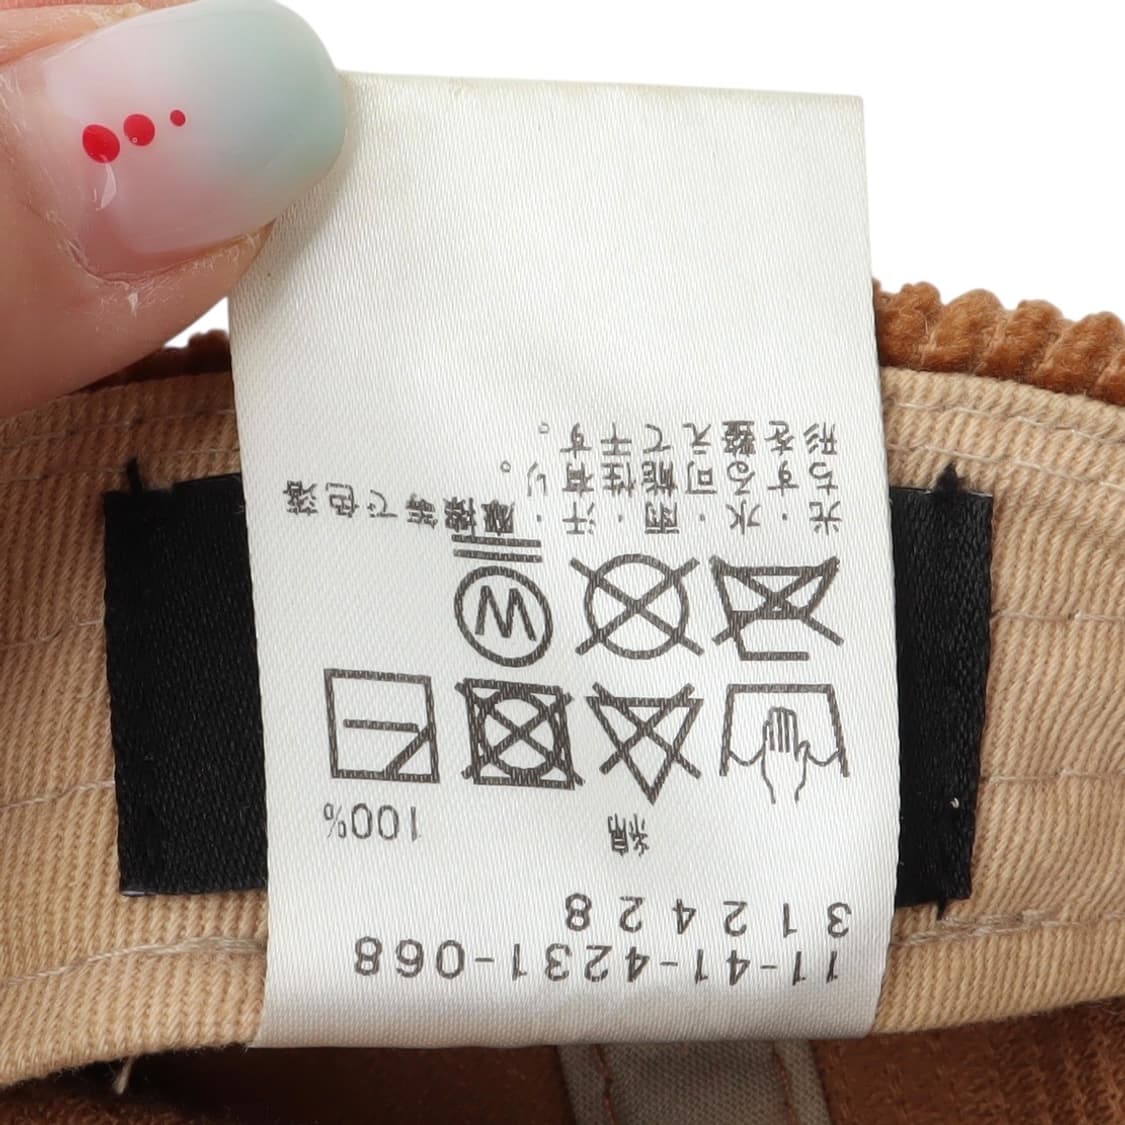 11-41-4231-068
312428
綿 100%
W
光・水・雨・汗・摩擦等で色落
ちする可能性有り。
形を整えて干す。